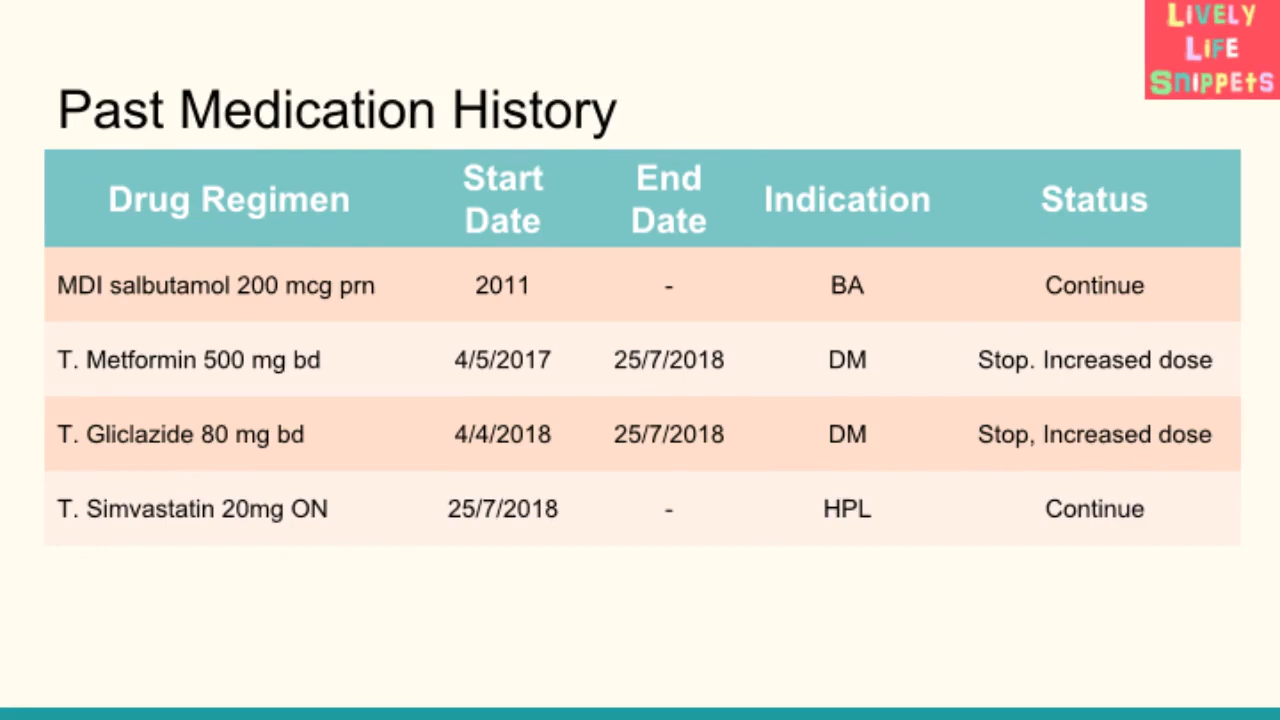 LIVELY
LIFE
SNIPPEtS
Past Medication History
Drug Regimen Start Date End Date Indication Status
MDI salbutamol 200 mcg prn 2011 - BA Continue
T. Metformin 500 mg bd 4/5/2017 25/7/2018 DM Stop. Increased dose
T. Gliclazide 80 mg bd 4/4/2018 25/7/2018 DM Stop, Increased dose
T. Simvastatin 20mg ON 25/7/2018 - HPL Continue